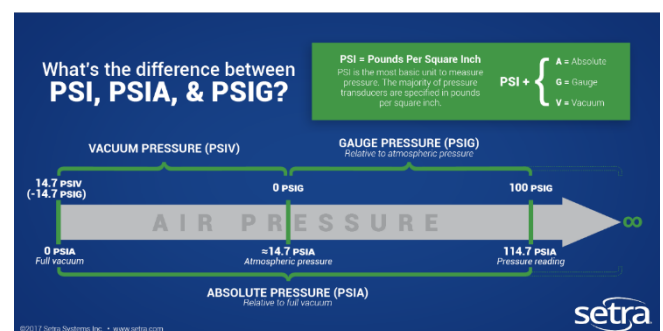 What's the difference between
PSI, PSIA, & PSIG?
PSI = Pounds Per Square Inch
PSI is the most basic unit to measure
pressure. The majority of pressure
transducers are specified in pounds
per square inch.
PSI + {
A = Absolute
G = Gauge
V = Vacuum
VACUUM PRESSURE (PSIV)
GAUGE PRESSURE (PSIG)
Relative to atmospheric pressure
14.7 PSIV
(-14.7 PSIG)
0 PSIG
100 PSIG
AIR PRESSURE
∞
0 PSIA
Full vacuum
≈14.7 PSIA
Atmospheric pressure
114.7 PSIA
Pressure reading
ABSOLUTE PRESSURE (PSIA)
Relative to full vacuum
©2017 Setra Systems Inc. • www.setra.com
setra